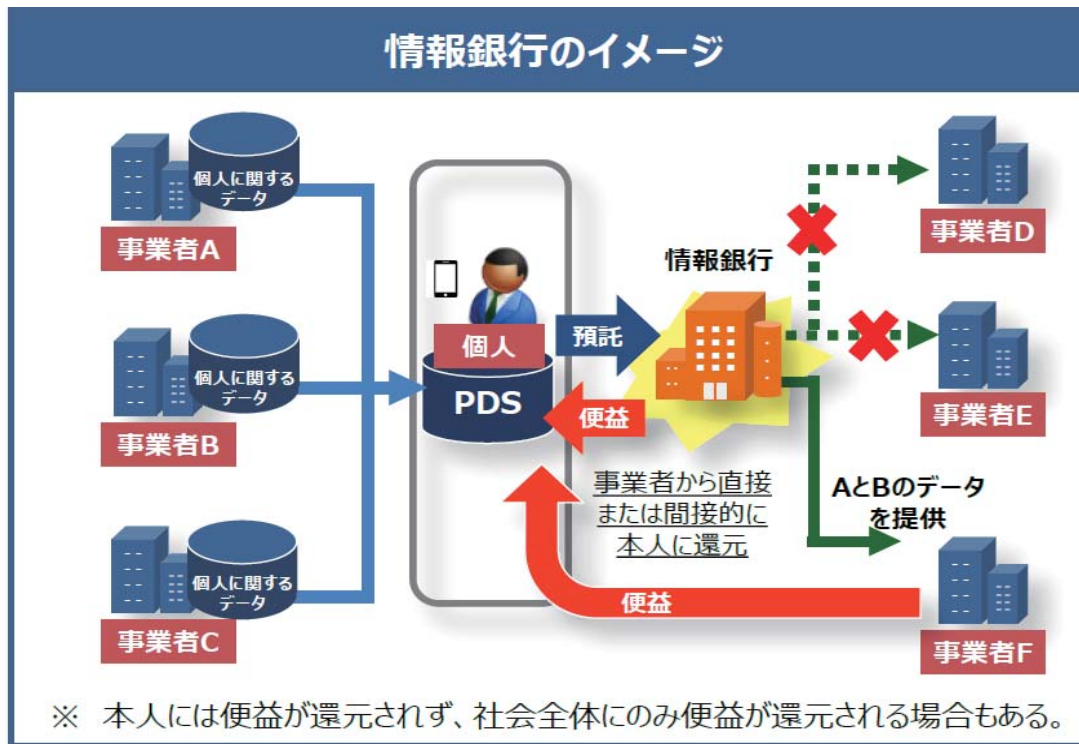 情報銀行のイメージ
個人に関する
データ
事業者A
個人に関する
データ
事業者B
個人に関する
データ
事業者C
個人
PDS
預託
便益
情報銀行
事業者から直接
または間接的に
本人に還元
便益
AとBのデータ
を提供
事業者D
事業者E
事業者F
※ 本人には便益が還元されず、社会全体にのみ便益が還元される場合もある。